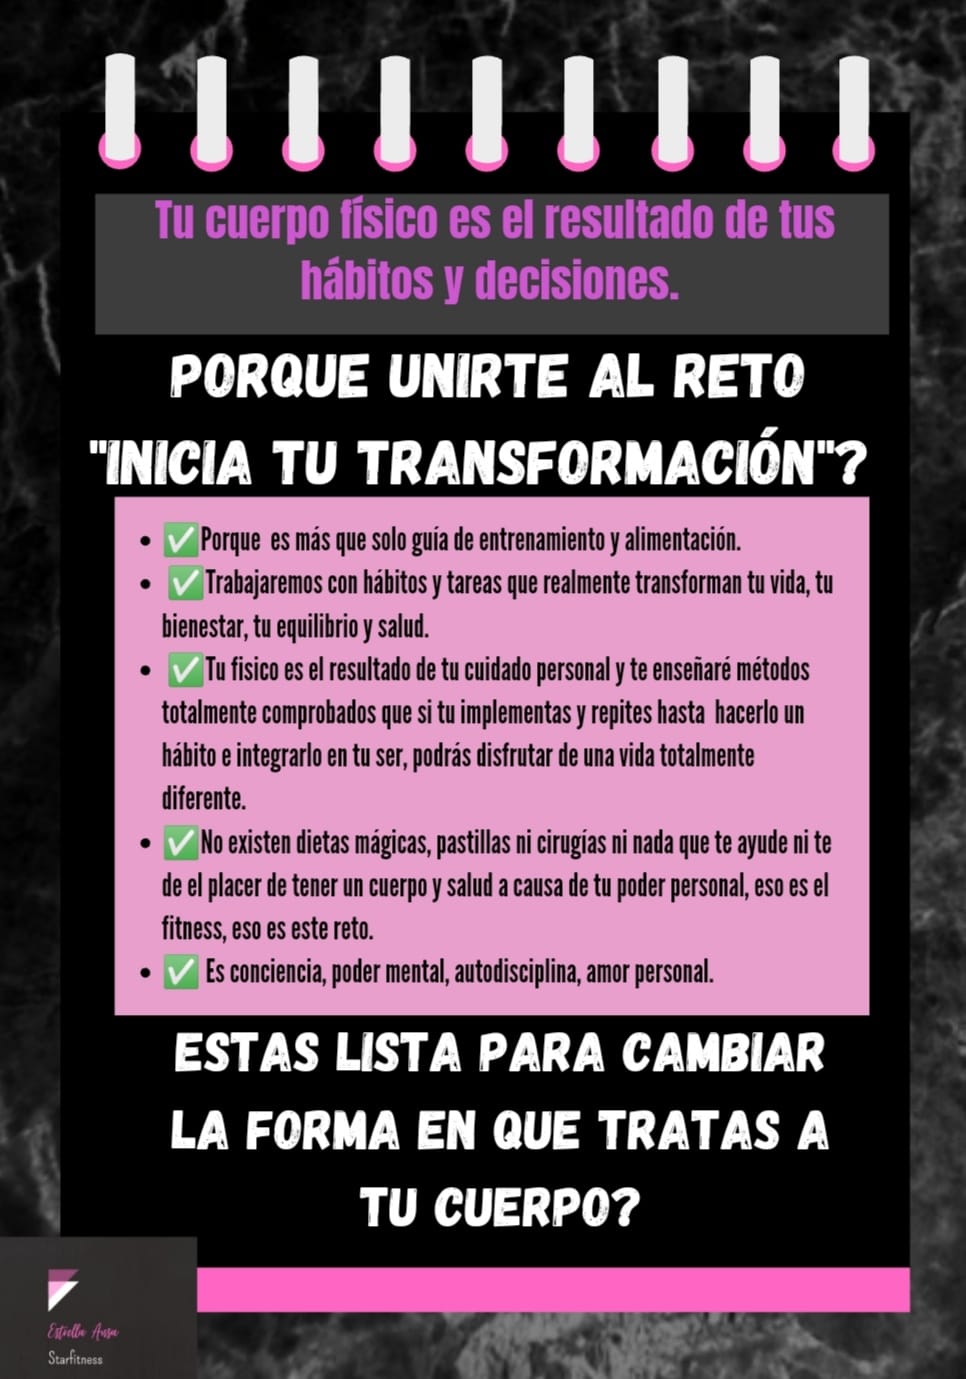 Tu cuerpo físico es el resultado de tus
hábitos y decisiones.
PORQUE UNIRTE AL RETO
"INICIA TU TRANSFORMACIÓN"?
• ✅Porque es más que solo guía de entrenamiento y alimentación.
• ✅Trabajaremos con hábitos y tareas que realmente transforman tu vida, tu
bienestar, tu equilibrio y salud.
• ✅Tu fisico es el resultado de tu cuidado personal y te enseñaré métodos
totalmente comprobados que si tu implementas y repites hasta hacerlo un
hábito e integrarlo en tu ser, podrás disfrutar de una vida totalmente
diferente.
• ✅No existen dietas mágicas, pastillas ni cirugías ni nada que te ayude ni te
de el placer de tener un cuerpo y salud a causa de tu poder personal, eso es el
fitness, eso es este reto.
• ✅ Es conciencia, poder mental, autodisciplina, amor personal.
ESTAS LISTA PARA CAMBIAR
LA FORMA EN QUE TRATAS A
TU CUERPO?
Estrella Ansa
Starfitness